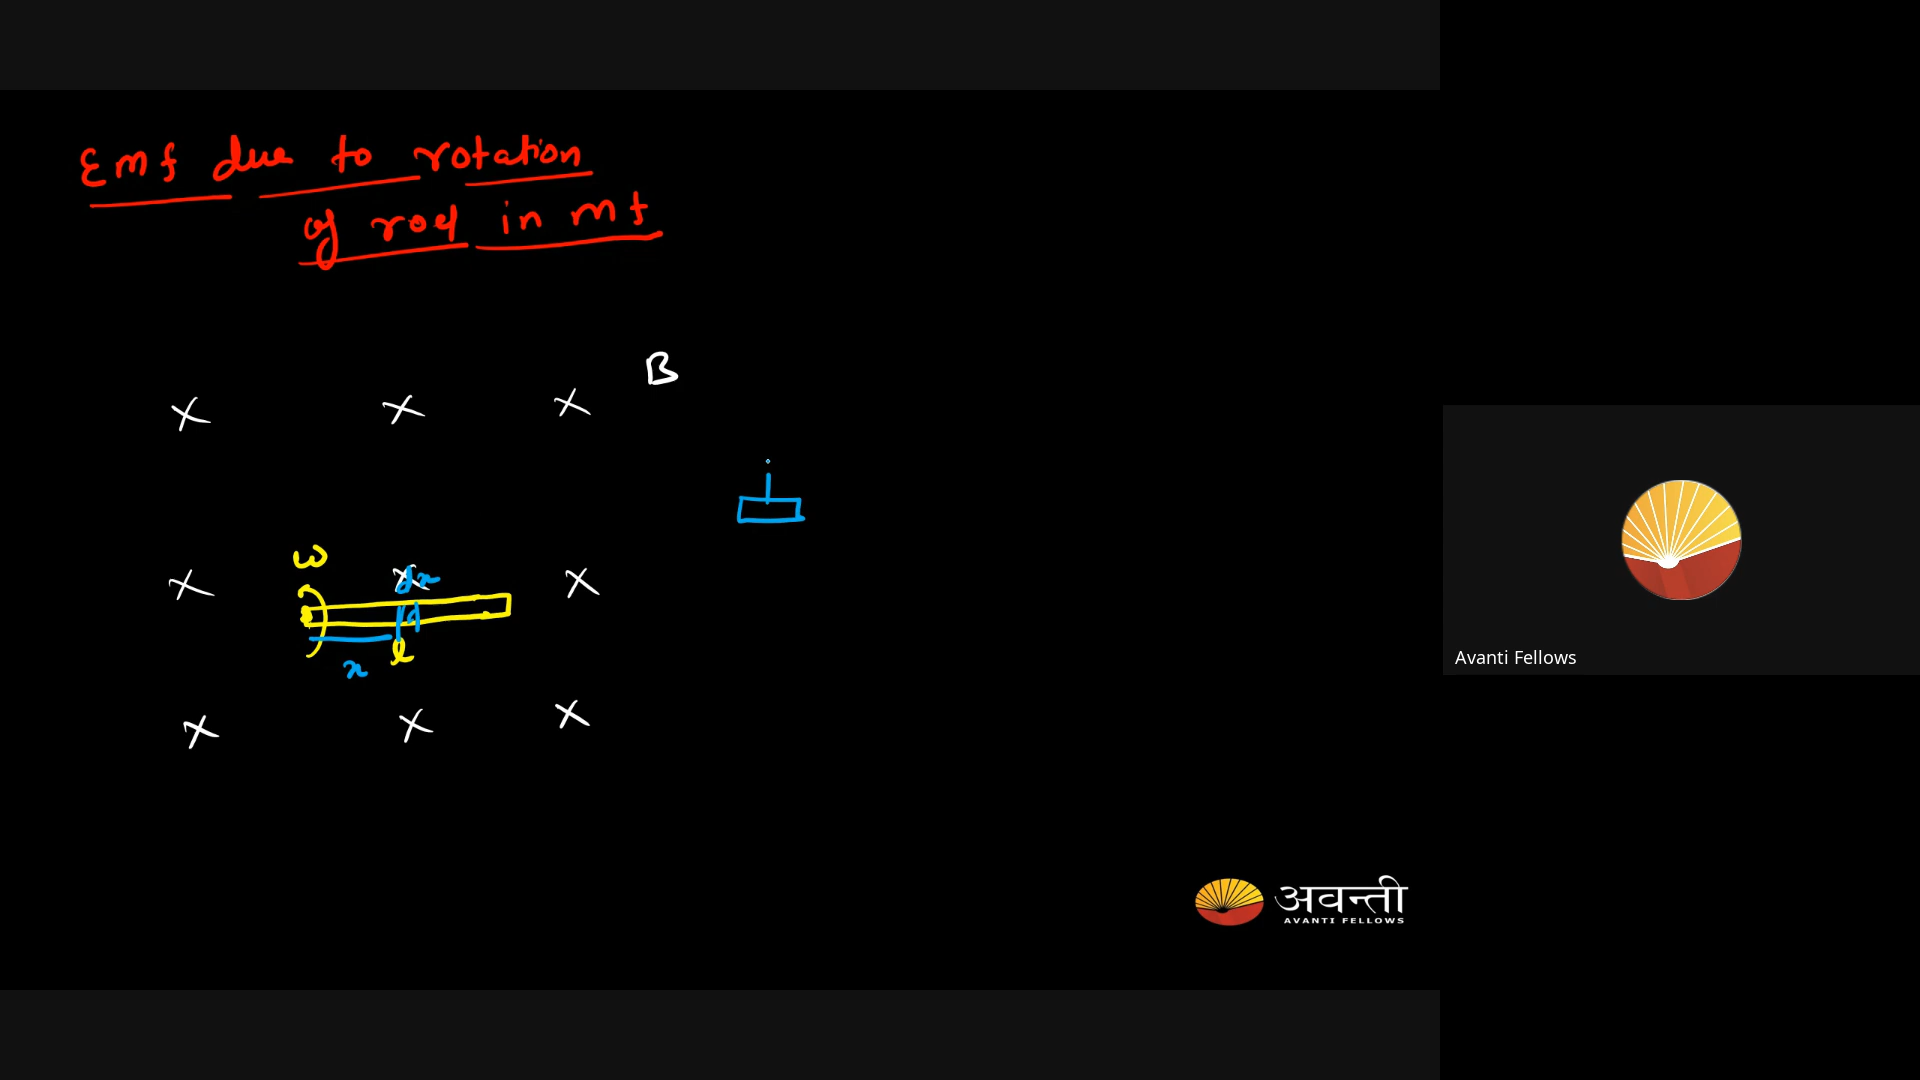 Emf due to rotation
of rod in mf
B
ω
dx
l
x
Avanti Fellows
अवन्ती
AVANTI FELLOWS